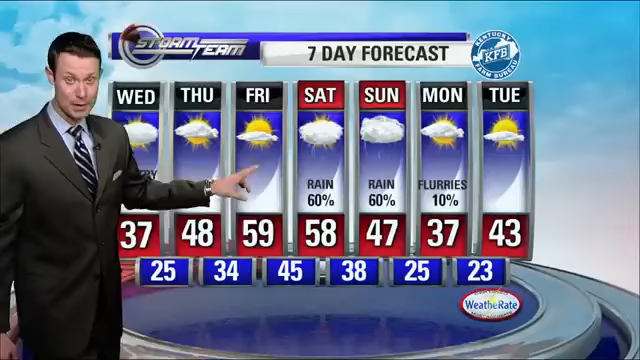 STORM TEAM
7 DAY FORECAST
KENTUCKY
KFB
FARM BUREAU
WED THU FRI SAT SUN MON TUE
RAIN RAIN FLURRIES
60% 60% 10%
37 48 59 58 47 37 43
25 34 45 38 25 23
WeatheRate